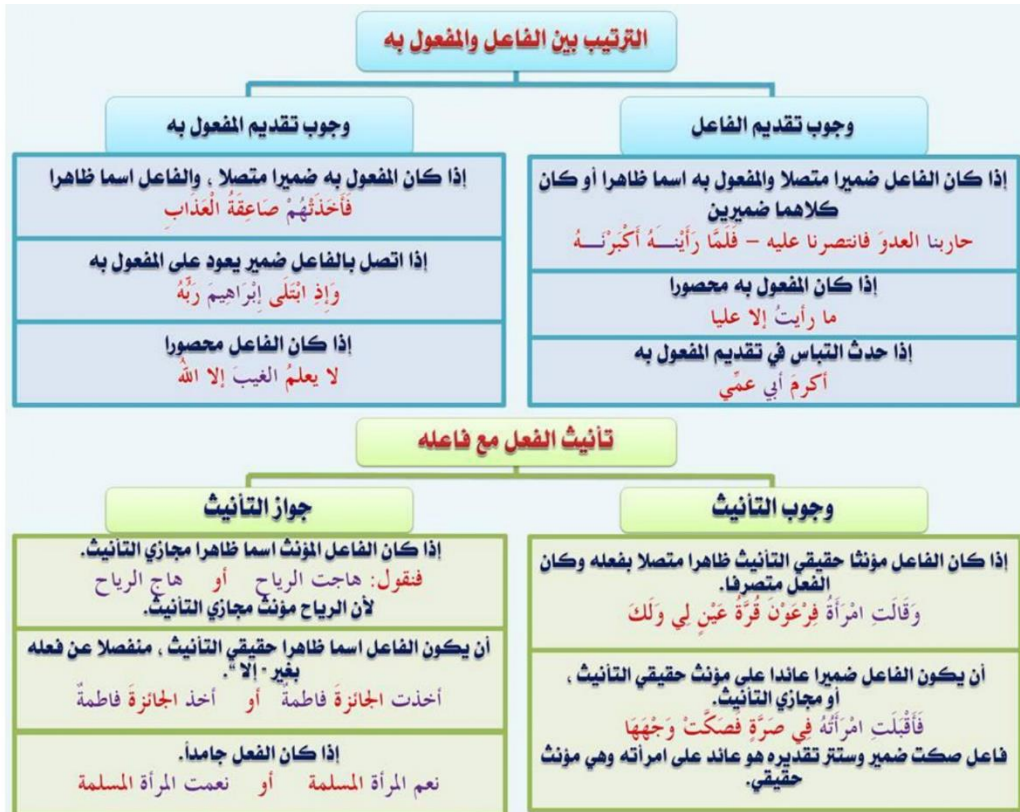 الترتيب بين الفاعل والمفعول به
وجوب تقديم الفاعل
إذا كان الفاعل ضميرا متصلا والمفعول به اسما ظاهرا أو كان
كلاهما ضميرين
حاربنا العدوَ فانتصرنا عليه – فَلَمَّا رَأَيْنَـــهُ أَكْبَرْنَـــهُ
إذا كان المفعول به محصورا
ما رأيتُ إلا عليا
إذا حدث التباس في تقديم المفعول به
أكرمَ أبي عمِّي
وجوب تقديم المفعول به
إذا كان المفعول به ضميرا متصلا ، والفاعل اسما ظاهرا
فَأَخَذَتْهُمْ صَاعِقَةُ الْعَذَابِ
إذا اتصل بالفاعل ضمير يعود على المفعول به
وَإِذِ ابْتَلَى إِبْرَاهِيمَ رَبُّهُ
إذا كان الفاعل محصورا
لا يعلمُ الغيبَ إلا اللهُ
تأنيث الفعل مع فاعله
وجوب التأنيث
إذا كان الفاعل مؤنثا حقيقي التأنيث ظاهرا متصلا بفعله وكان
الفعل متصرفا.
وَقَالَتِ امْرَأَةُ فِرْعَوْنَ قُرَّةُ عَيْنٍ لِي وَلَكَ
أن يكون الفاعل ضميرا عائدا على مؤنث حقيقي التأنيث ،
أو مجازي التأنيث.
فَأَقْبَلَتِ امْرَأَتُهُ فِي صَرَّةٍ فَصَكَّتْ وَجْهَهَا
فاعل صكت ضمير وستتر تقديره هو عائد على امرأته وهي مؤنث
حقيقي.
جواز التأنيث
إذا كان الفاعل المؤنث اسما ظاهرا مجازي التأنيث.
فنقول: هاجت الرياح أو هاج الرياح
لأن الرياح مؤنث مجازي التأنيث.
أن يكون الفاعل اسما ظاهرا حقيقي التأنيث ، منفصلا عن فعله
بغير - إلا ".
أخذت الجائزةَ فاطمةٌ أو أخذ الجائزةَ فاطمةٌ
إذا كان الفعل جامداً.
نعم المرأة المسلمة أو نعمت المرأة المسلمة